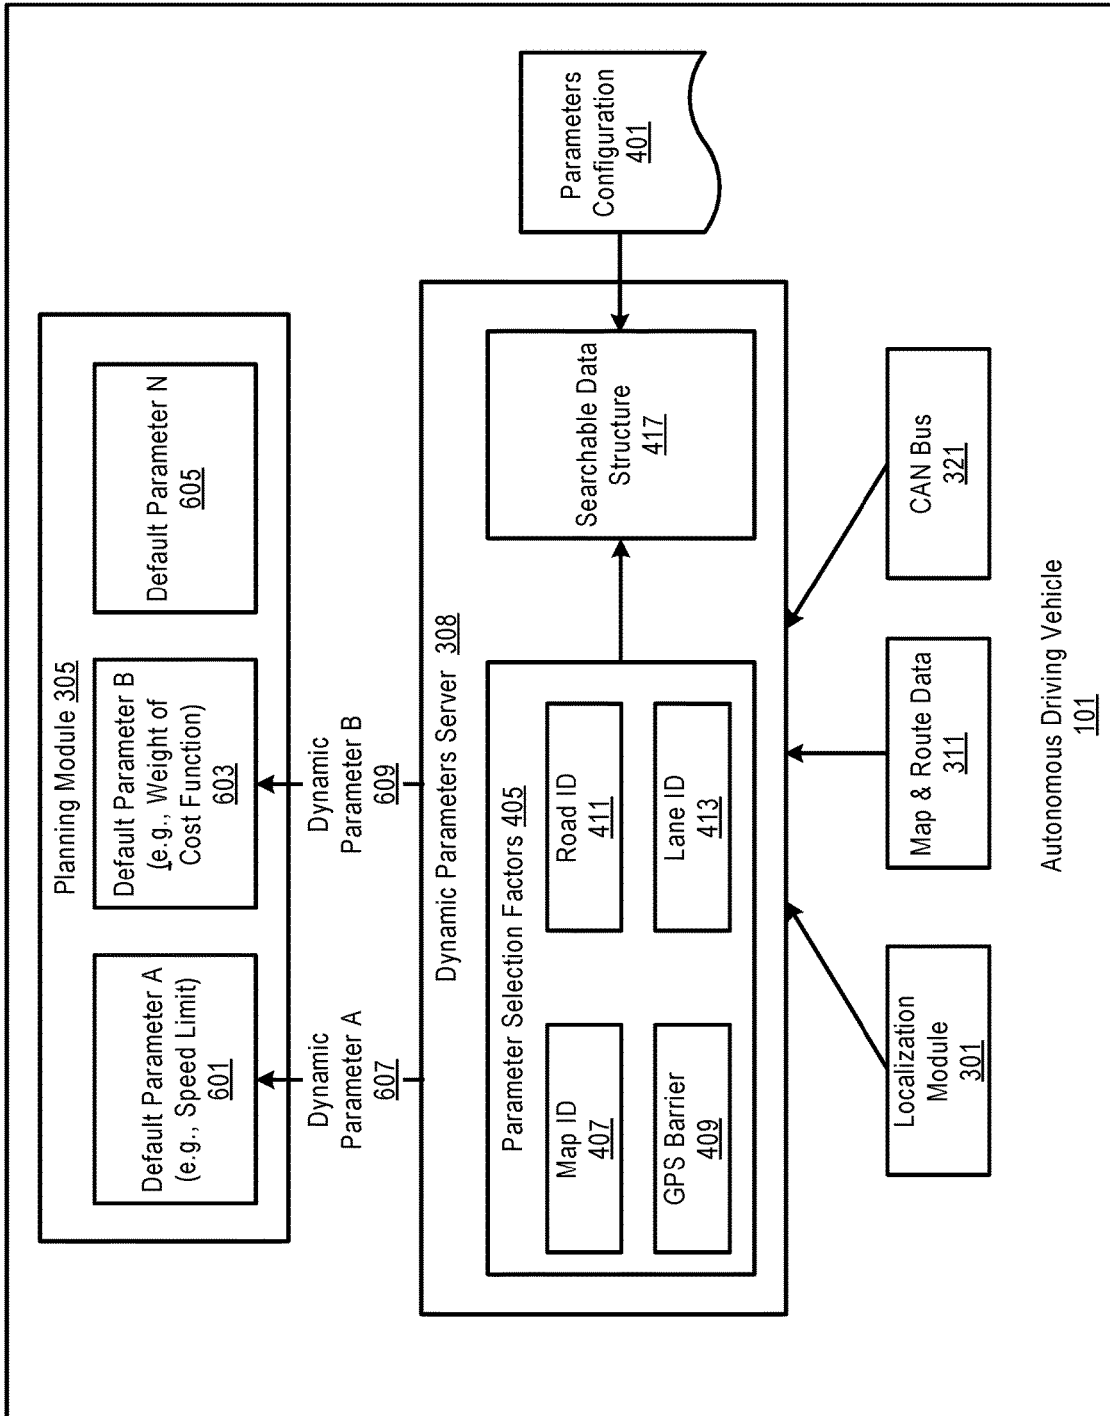 Planning Module 305
Default Parameter A
(e.g., Speed Limit)
601
Default Parameter B
(e.g., Weight of
Cost Function)
603
Default Parameter N
605
Dynamic
Parameter A
607
Dynamic
Parameter B
609
Dynamic Parameters Server 308
Parameter Selection Factors 405
Map ID
407
Road ID
411
GPS Barrier
409
Lane ID
413
Searchable Data
Structure
417
Parameters
Configuration
401
Localization
Module
301
Map & Route Data
311
CAN Bus
321
Autonomous Driving Vehicle
101